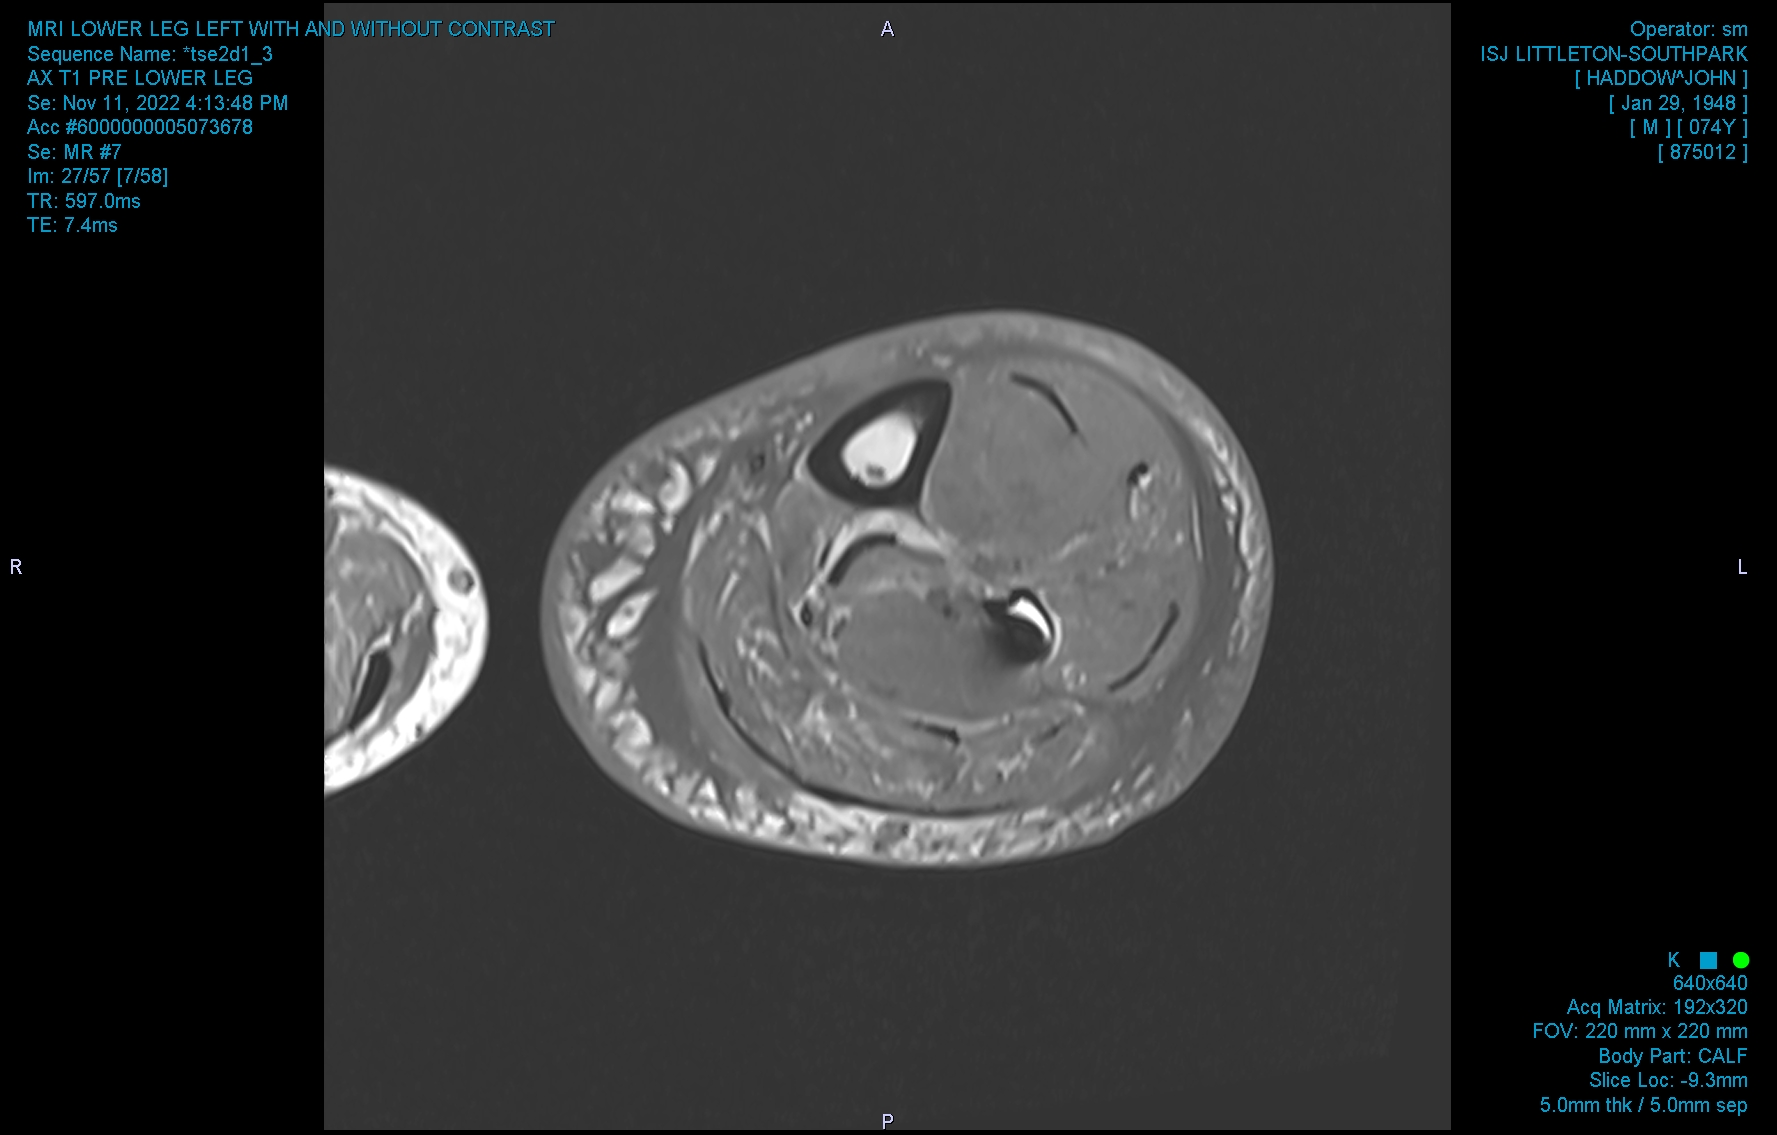 MRI LOWER LEG LEFT WITH AND WITHOUT CONTRAST
Sequence Name: *tse2d1_3
AX T1 PRE LOWER LEG
Se: Nov 11, 2022 4:13:48 PM
Acc #6000000005073678
Se: MR #7
Im: 27/57 [7/58]
TR: 597.0ms
TE: 7.4ms
A
Operator: sm
ISJ LITTLETON-SOUTHPARK
[ HADDOW^JOHN ]
[ Jan 29, 1948 ]
[ M ] [ 074Y ]
[ 875012 ]
R
L
K
640x640
Acq Matrix: 192x320
FOV: 220 mm x 220 mm
Body Part: CALF
Slice Loc: -9.3mm
5.0mm thk / 5.0mm sep
P